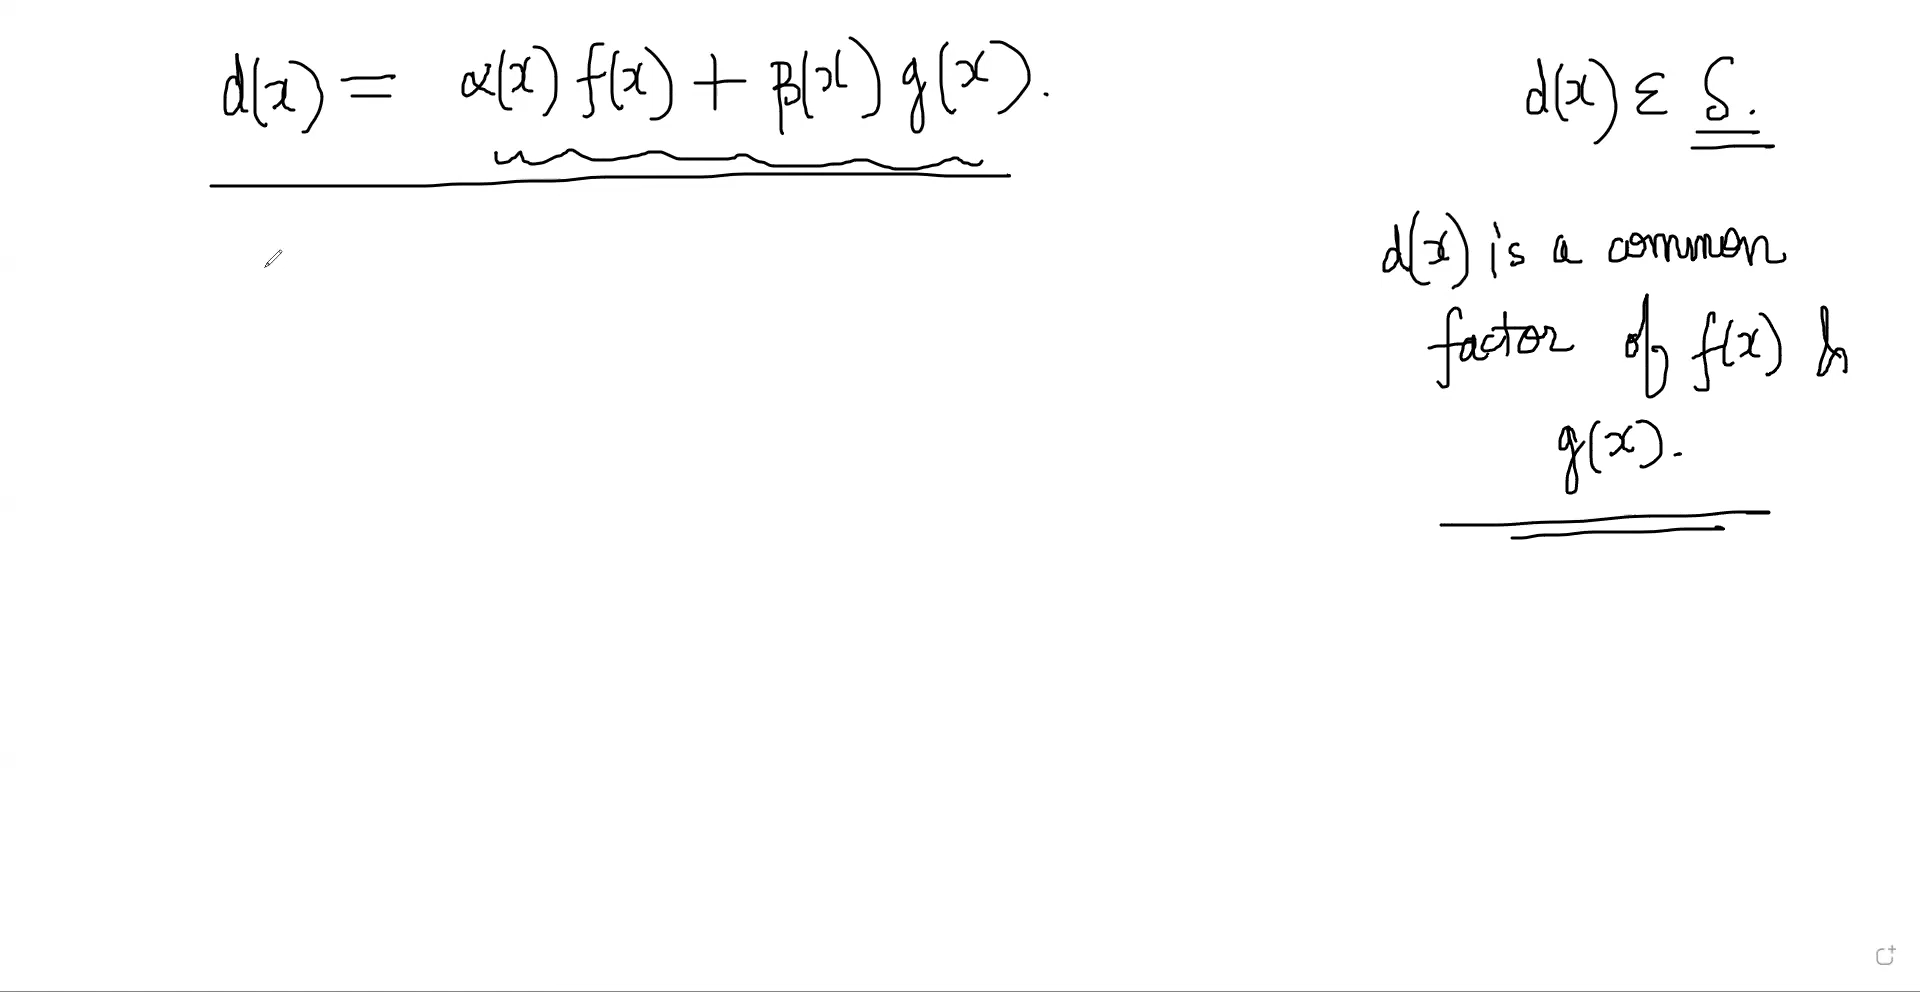 d(x) = α(x) f(x) + β(x) g(x).
d(x) ∈ S.
d(x) is a common
factor of f(x) &
g(x).